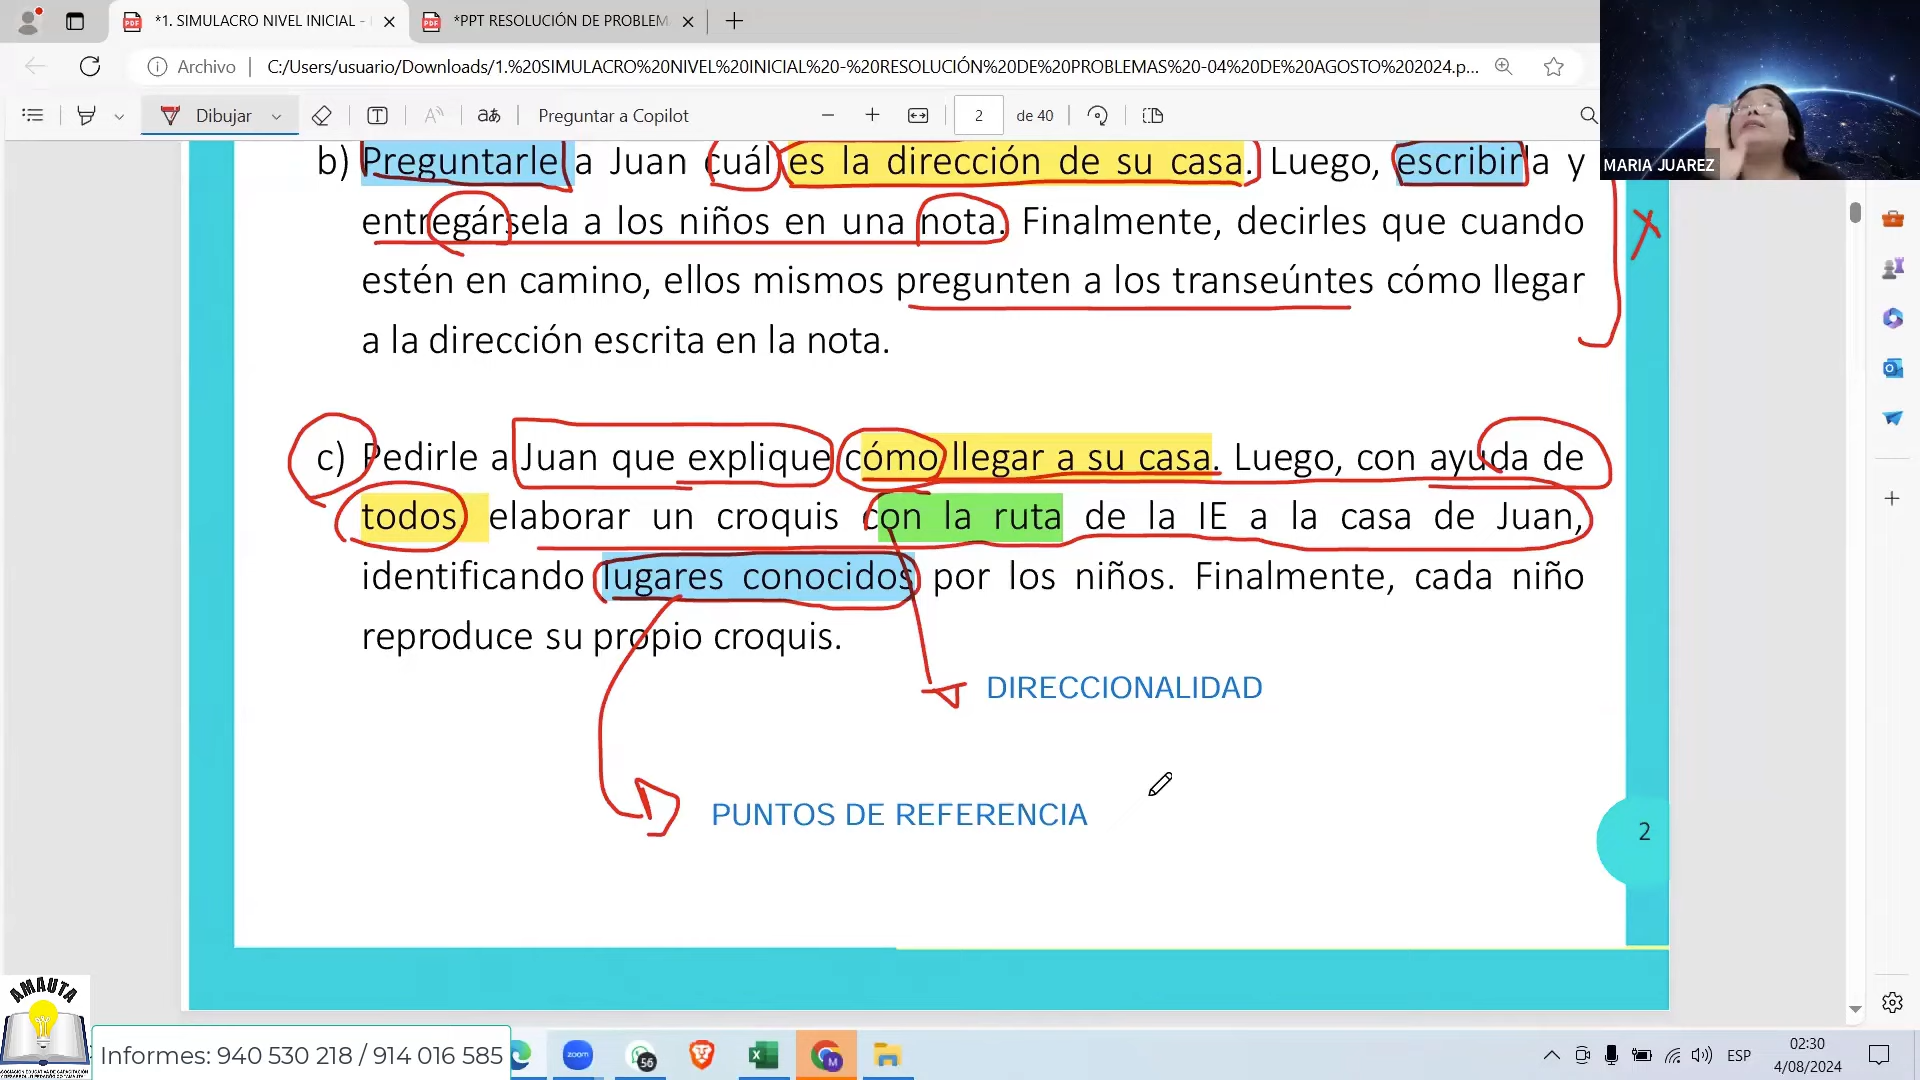 *1. SIMULACRO NIVEL INICIAL -
*PPT RESOLUCIÓN DE PROBLEM
Archivo
C:/Users/usuario/Downloads/1.%20SIMULACRO%20NIVEL%20INICIAL%20-%20RESOLUCIÓN%20DE%20PROBLEMAS%20-04%20DE%20AGOSTO%202024.p...
Dibujar
Preguntar a Copilot
2 de 40
MARIA JUAREZ
b) Preguntarle a Juan cuál es la dirección de su casa. Luego, escribirla y
entregársela a los niños en una nota. Finalmente, decirles que cuando
estén en camino, ellos mismos pregunten a los transeúntes cómo llegar
a la dirección escrita en la nota.
c) Pedirle a Juan que explique cómo llegar a su casa. Luego, con ayuda de
todos, elaborar un croquis con la ruta de la IE a la casa de Juan,
identificando lugares conocidos por los niños. Finalmente, cada niño
reproduce su propio croquis.
DIRECCIONALIDAD
PUNTOS DE REFERENCIA
2
AMAUTA
Informes: 940 530 218 / 914 016 585
zoom
56
ESP
02:30
4/08/2024